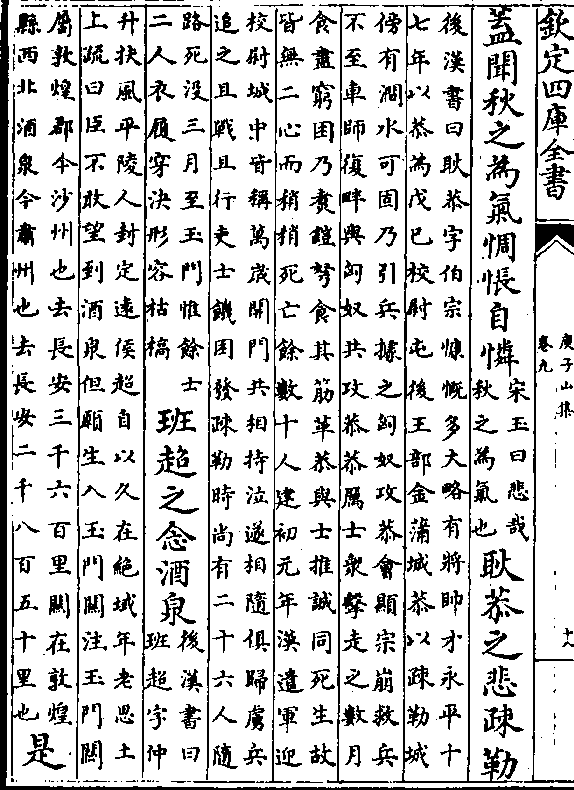 欽定四庫全書
庾子山集
卷九
十八
蓋聞秋之為氣惆悵自憐
宋玉曰悲哉
秋之為氣也
耿恭之悲疎勒
後漢書曰耿恭字伯宗慷慨多大略有將帥才永平十
七年以恭為戊巳校尉屯後王部金蒲城恭以疎勒城
傍有澗水可固乃引兵據之匈奴攻恭會顯宗崩救兵
不至車師復畔與匈奴共攻恭恭厲士衆擊走之數月
食盡窮困乃煑鎧弩食其筋革恭與士推誠同死生故
皆無二心而稍稍死亡餘數十人建初元年漢遣軍迎
校尉城中皆稱萬歲開門共相持泣遂相隨俱歸虜兵
追之且戰且行吏士饑困發疎勒時尚有二十六人隨
路死没三月至玉門惟餘士
二人衣履穿決形容枯槁
班超之念酒泉
後漢書曰
班超字仲
升扶風平陵人封定遠侯超自以久在絶域年老思土
上疏曰臣不敢望到酒泉但願生入玉門關注玉門關
屬敦煌郡今沙州也去長安三千六百里關在敦煌
縣西北酒泉今肅州也去長安二千八百五十里也
是